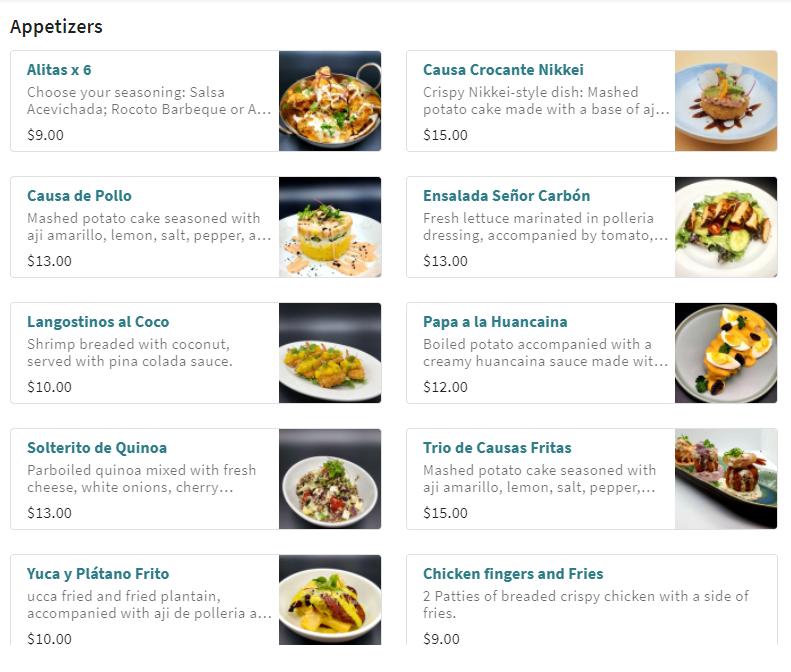 Appetizers
Alitas x 6
Choose your seasoning: Salsa
Acevichada; Rocoto Barbeque or A...
$9.00
Causa Crocante Nikkei
Crispy Nikkei-style dish: Mashed
potato cake made with a base of aj...
$15.00
Causa de Pollo
Mashed potato cake seasoned with
aji amarillo, lemon, salt, pepper, a...
$13.00
Ensalada Señor Carbón
Fresh lettuce marinated in polleria
dressing, accompanied by tomato,...
$13.00
Langostinos al Coco
Shrimp breaded with coconut,
served with pina colada sauce.
$10.00
Papa a la Huancaina
Boiled potato accompanied with a
creamy huancaina sauce made wit...
$12.00
Solterito de Quinoa
Parboiled quinoa mixed with fresh
cheese, white onions, cherry...
$13.00
Trio de Causas Fritas
Mashed potato cake seasoned with
aji amarillo, lemon, salt, pepper,...
$15.00
Yuca y Plátano Frito
ucca fried and fried plantain,
accompanied with aji de polleria a...
$10.00
Chicken fingers and Fries
2 Patties of breaded crispy chicken with a side of
fries.
$9.00